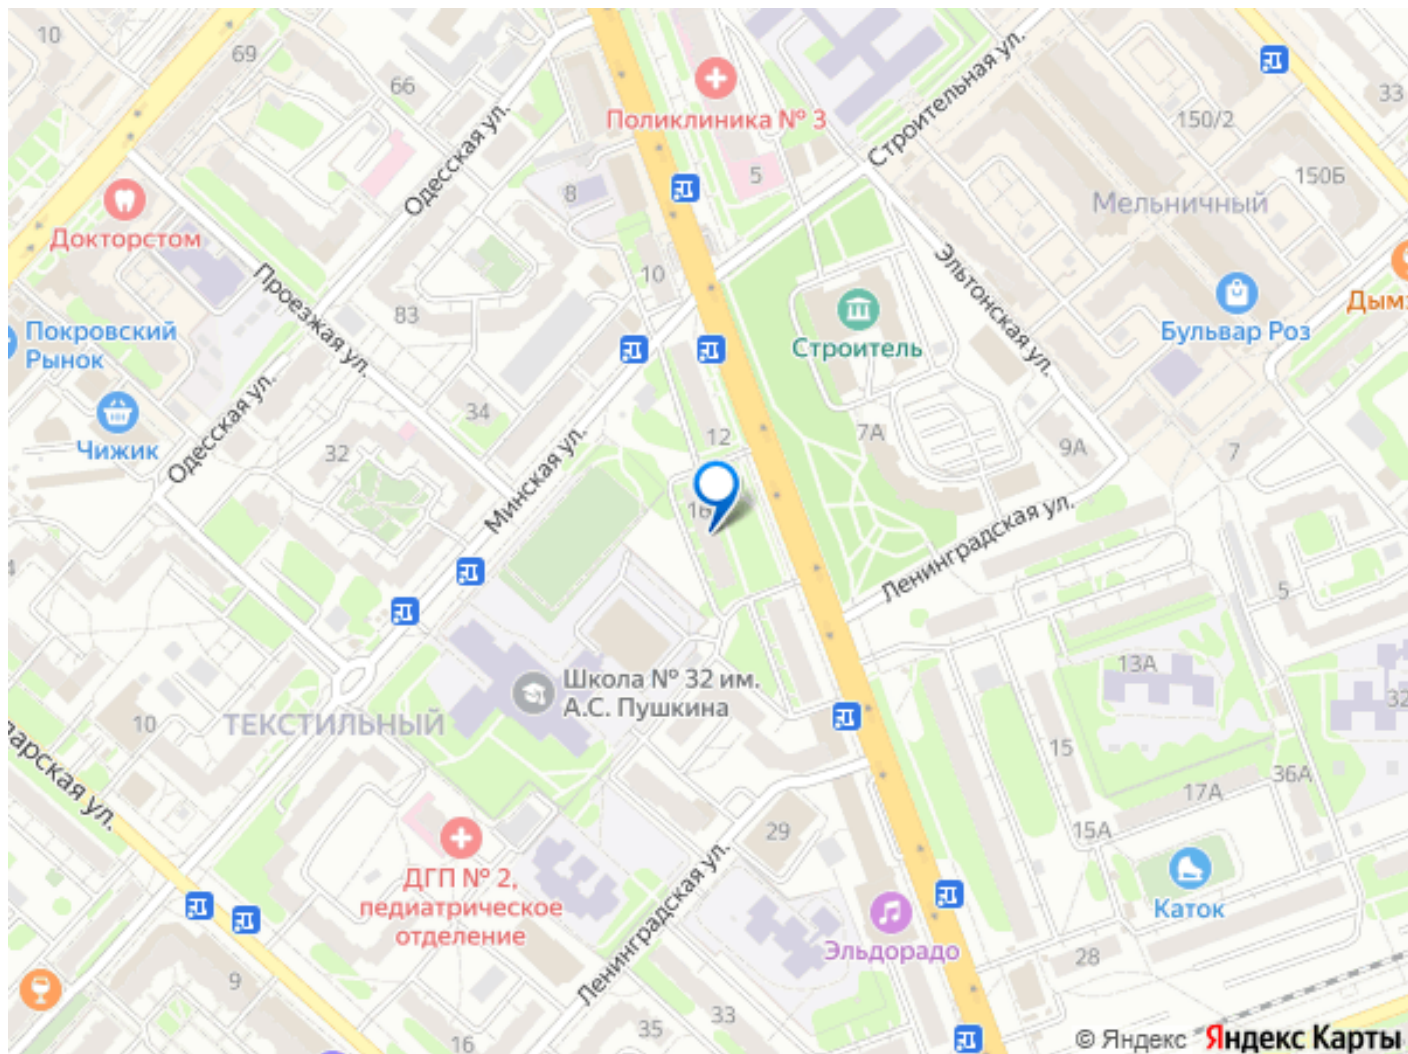 10
69
66
Поликлиника № 3
Строительная ул.
33
150/2
5
8
150Б
Мельничный
Одесская ул.
Докторстом
Проезжая ул.
10
Эльтонская ул.
83
Строитель
Бульвар Роз
Покровский
Рынок
Чижик
Одесская ул.
34
32
12
7А
9А
7
Минская ул.
16
Ленинградская ул.
5
13А
32
Школа № 32 им.
А.С. Пушкина
10
ТЕКСТИЛЬНЫЙ
15
36А
17А
15А
29
ДГП № 2,
педиатрическое
отделение
Ленинградская ул.
Каток
Эльдорадо
28
9
33
35
16
© Яндекс Яндекс Карты